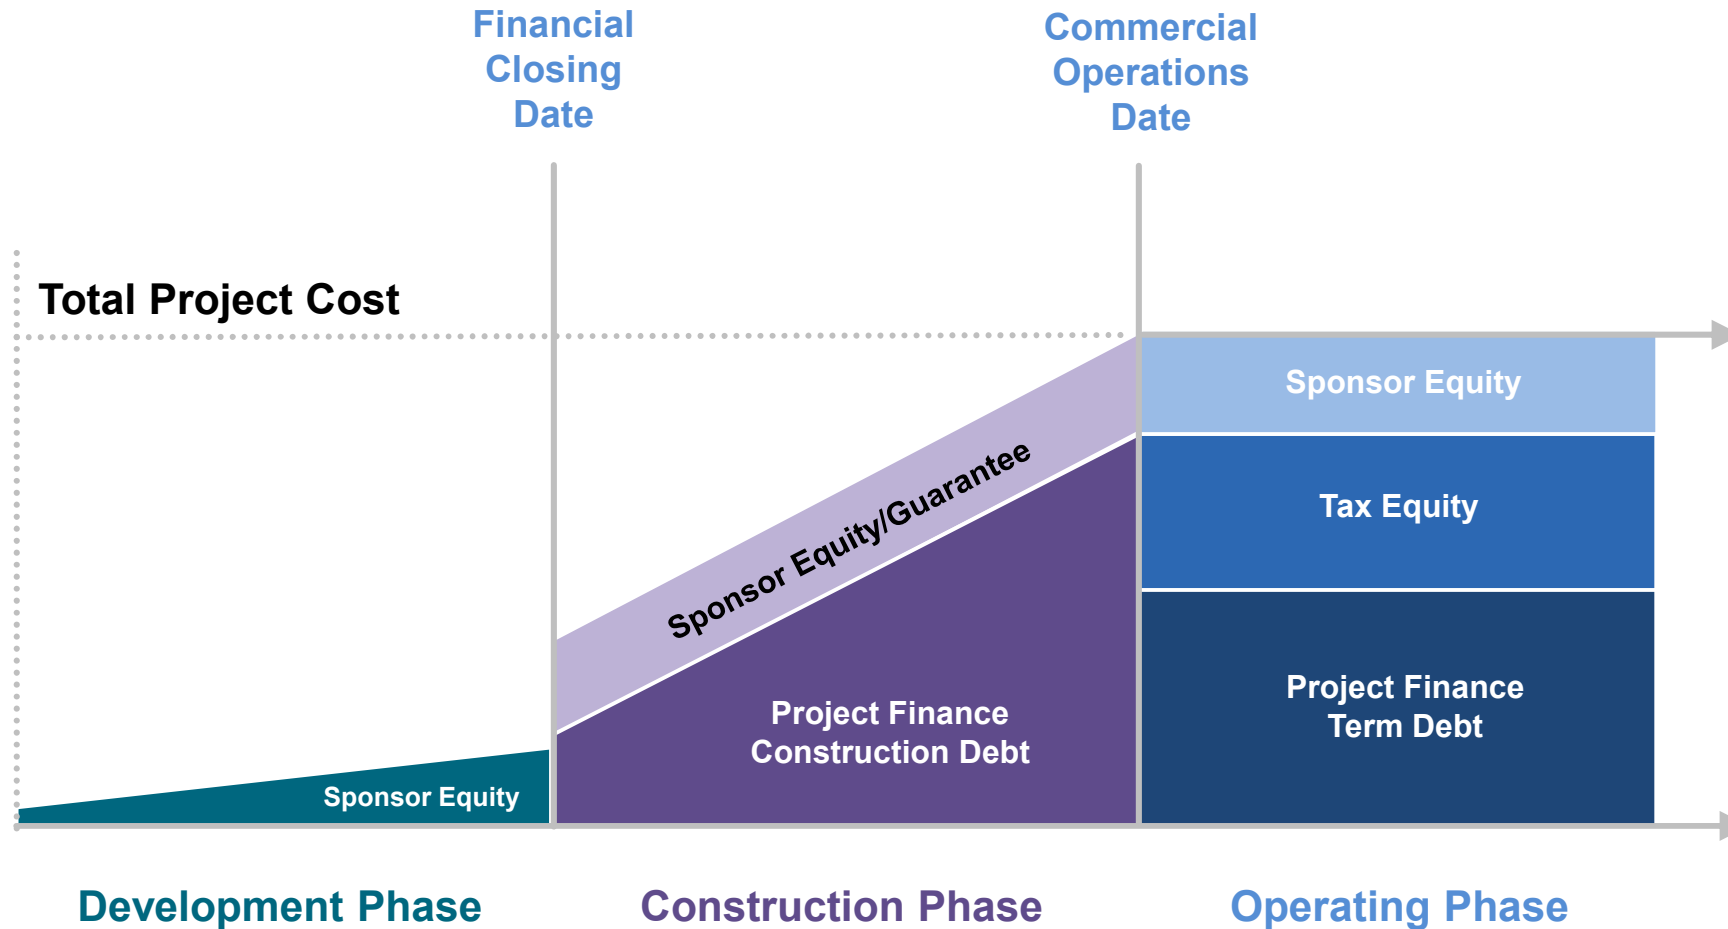 Financial
Closing
Date
Commercial
Operations
Date
Total Project Cost
Sponsor Equity
Sponsor Equity/Guarantee
Tax Equity
Project Finance
Construction Debt
Project Finance
Term Debt
Sponsor Equity
Development Phase
Construction Phase
Operating Phase